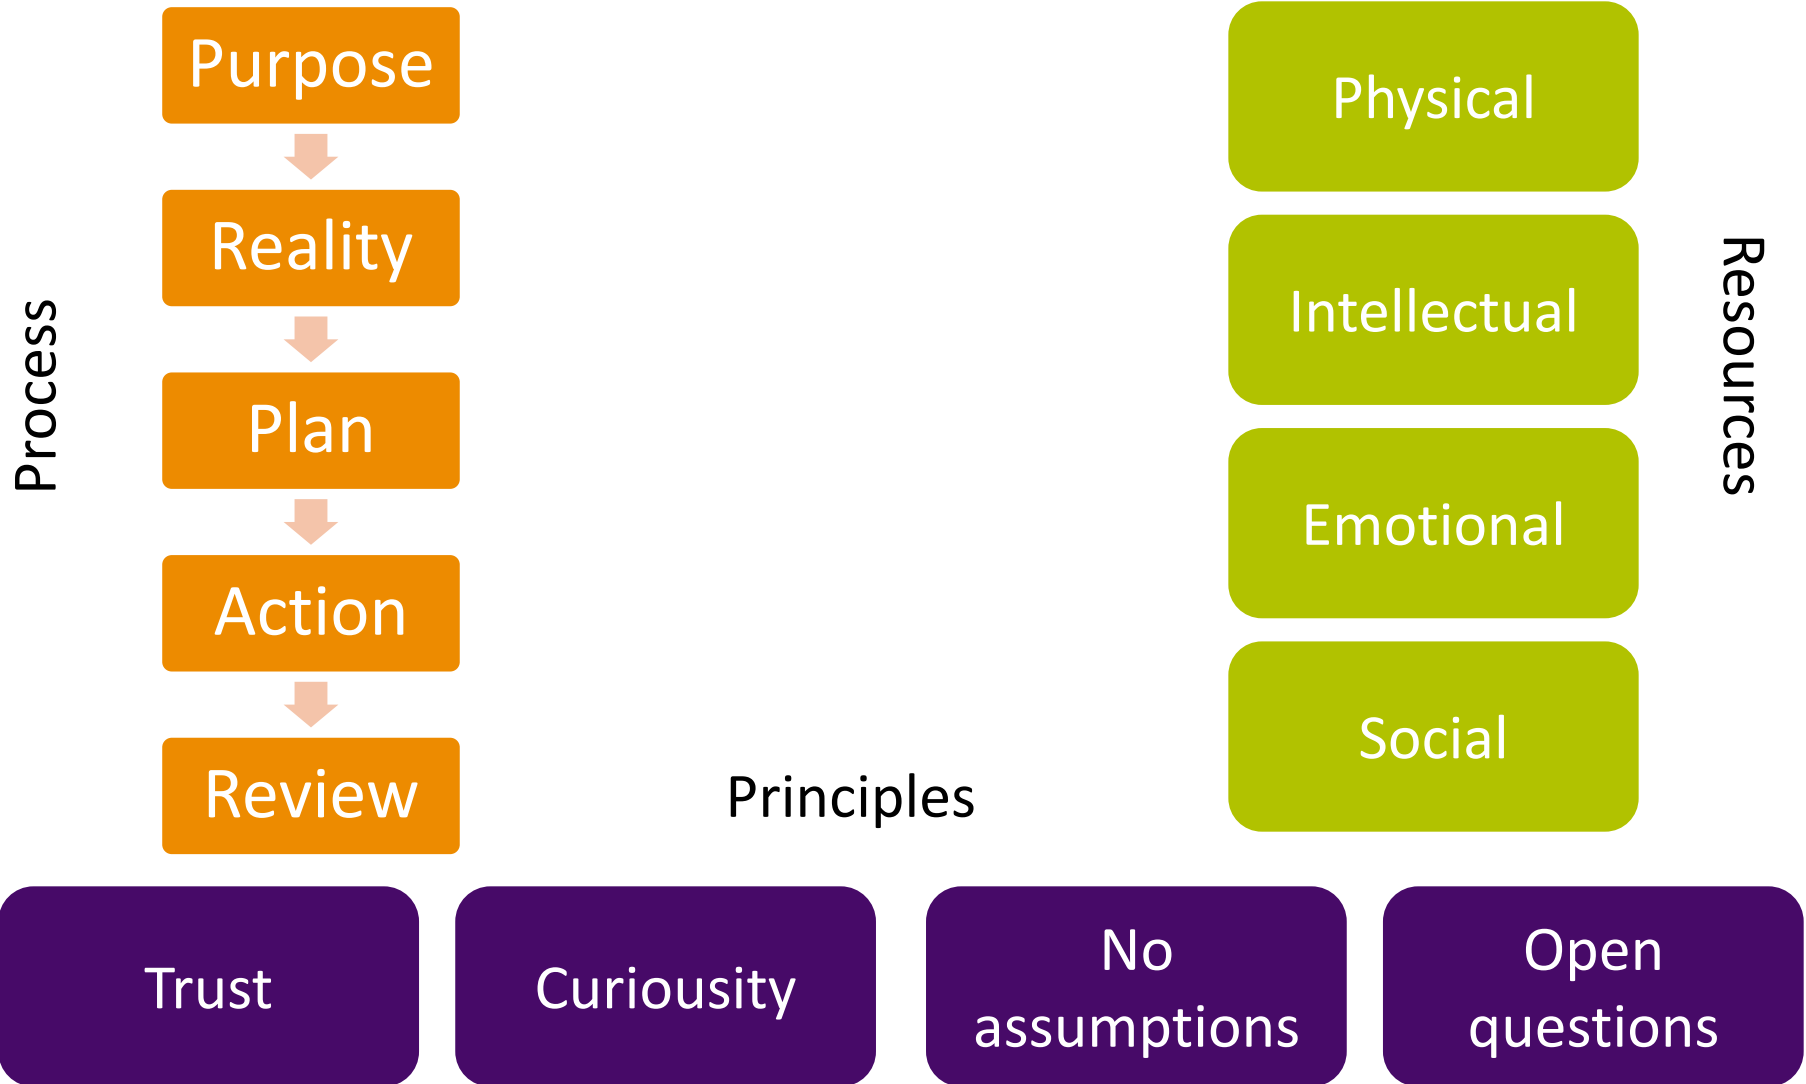 Process
Purpose
Reality
Plan
Action
Review
Physical
Intellectual
Emotional
Social
Resources
Principles
Trust
Curiousity
No
assumptions
Open
questions